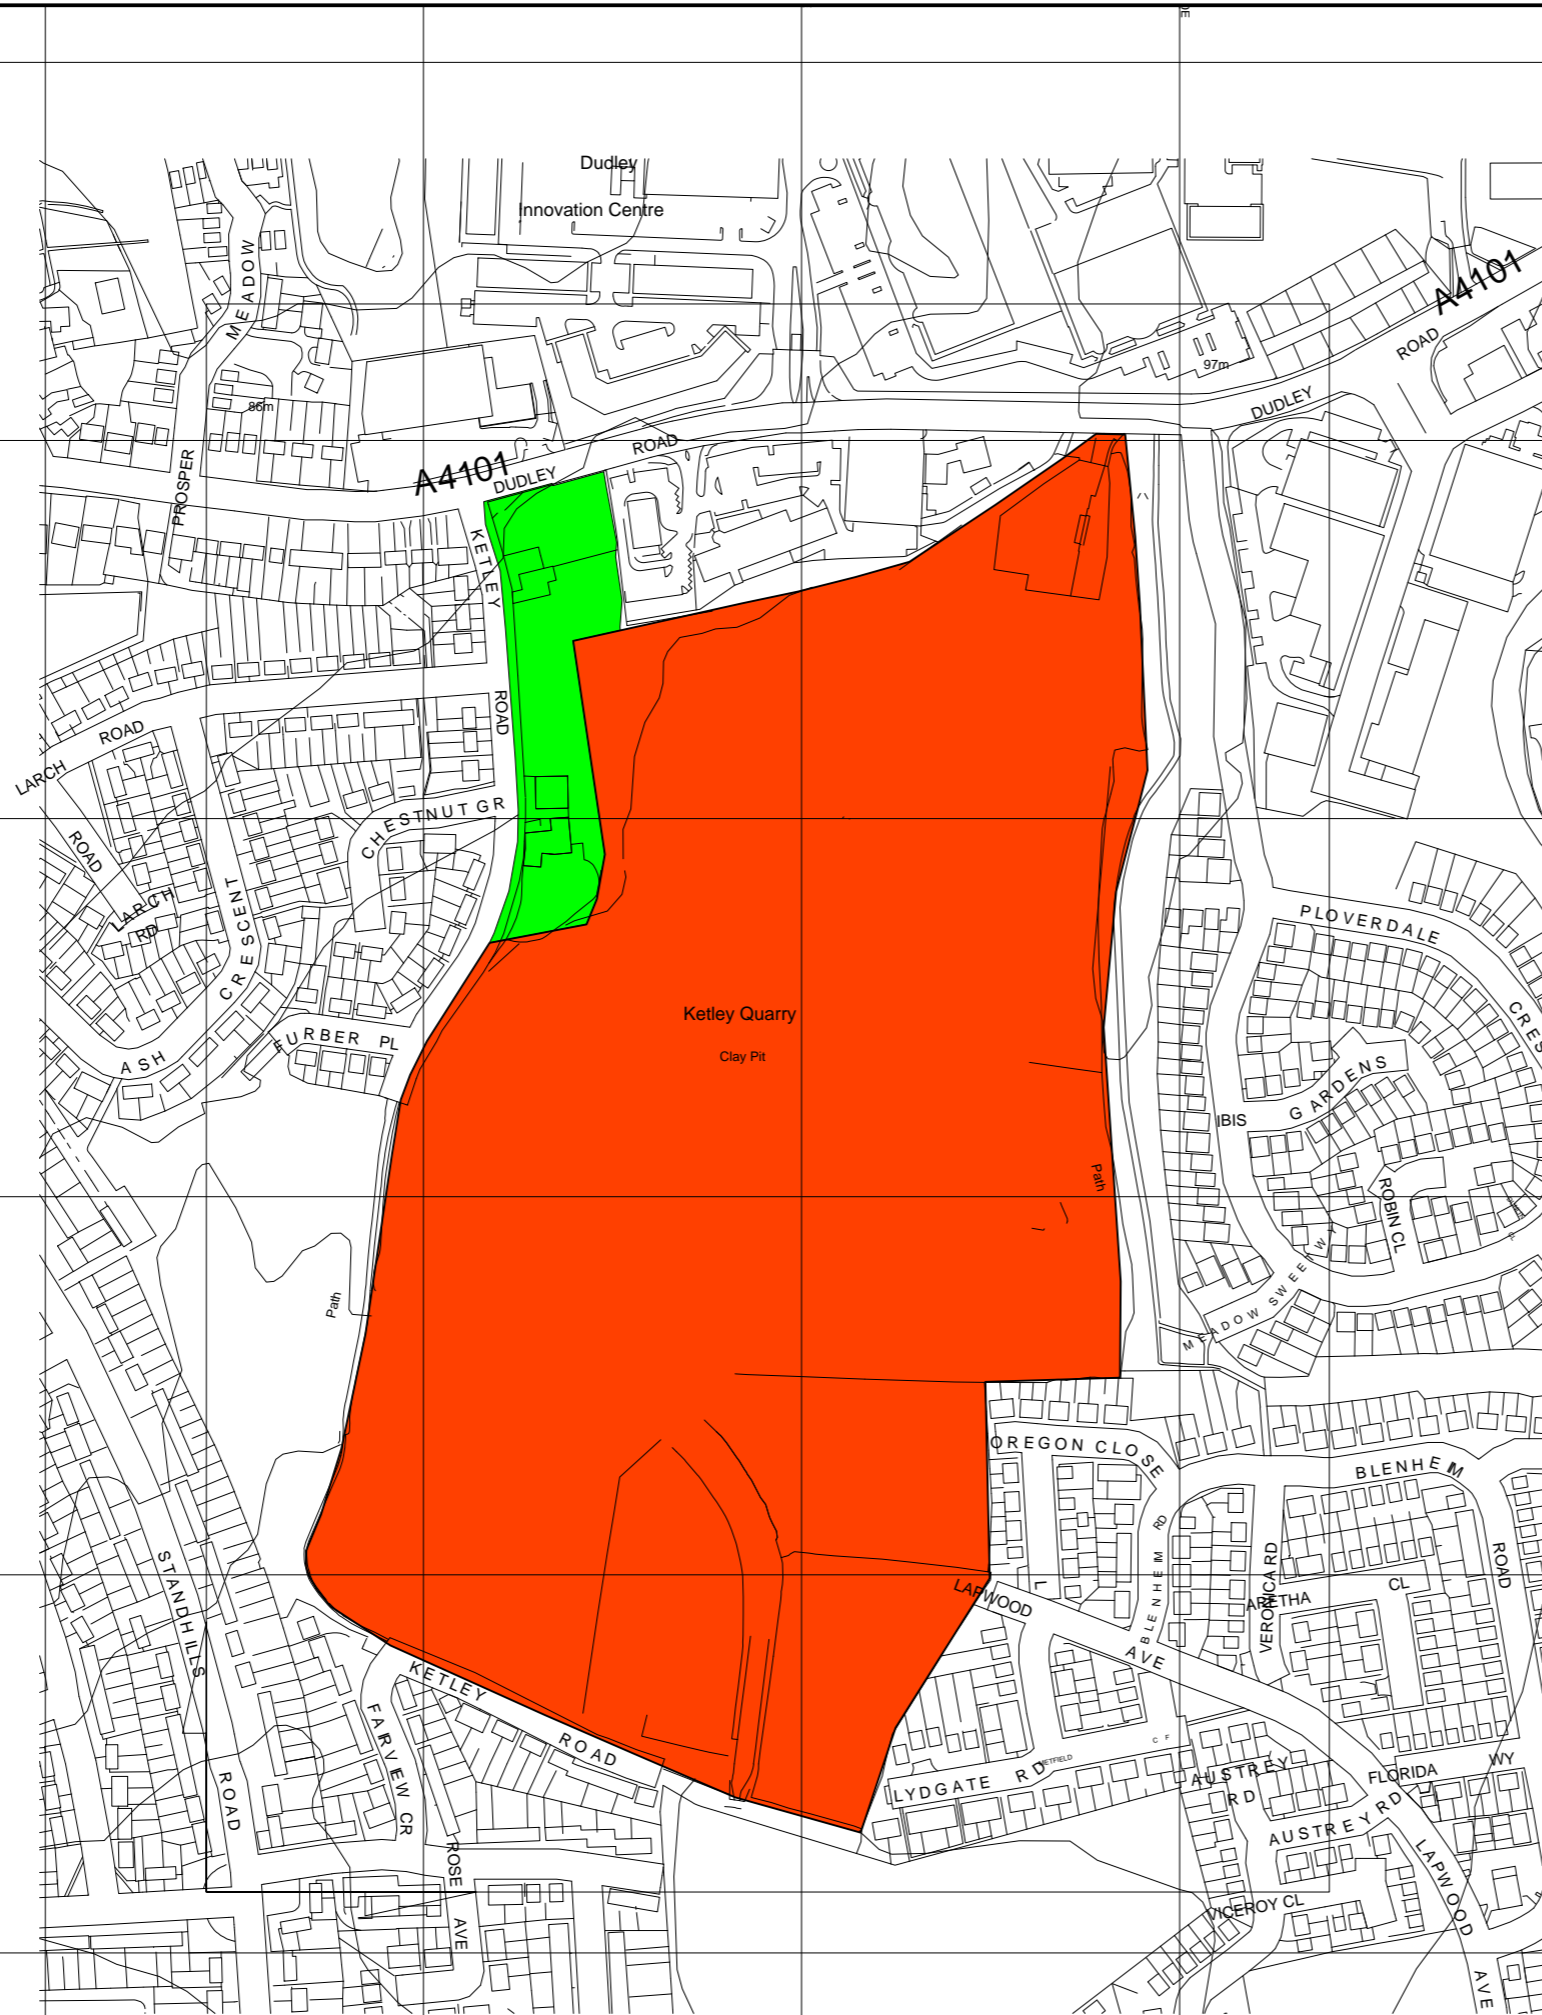 Dudley
Innovation Centre
MEADOW
A4101
ROAD
97m
DUDLEY
86m
ROAD
A4101
DUDLEY
PROSPER
KETLEY
ROAD
ROAD
LARCH
CHESTNUT GR
ROAD
LARCH
RD
CRESCENT
PLOVERDALE
CRES
Ketley Quarry
Clay Pit
FURBER PL
ASH
GARDENS
IBIS
Path
ROBIN CL
Path
MEADOW SWEET WY
OREGON CLOSE
BLENHEIM
ROAD
STANDHILLS
ROAD
LAPWOOD
AVE
BLENHEIM RD
VERONICA RD
ARETHA
CL
KETLEY
ROAD
FAIRVIEW CR
LYDGATE RD
NETFIELD
C F
AUSTREY
RD
FLORIDA
WY
AUSTREY RD
LAPWOOD
AVE
ROSE
AVE
VICEROY CL